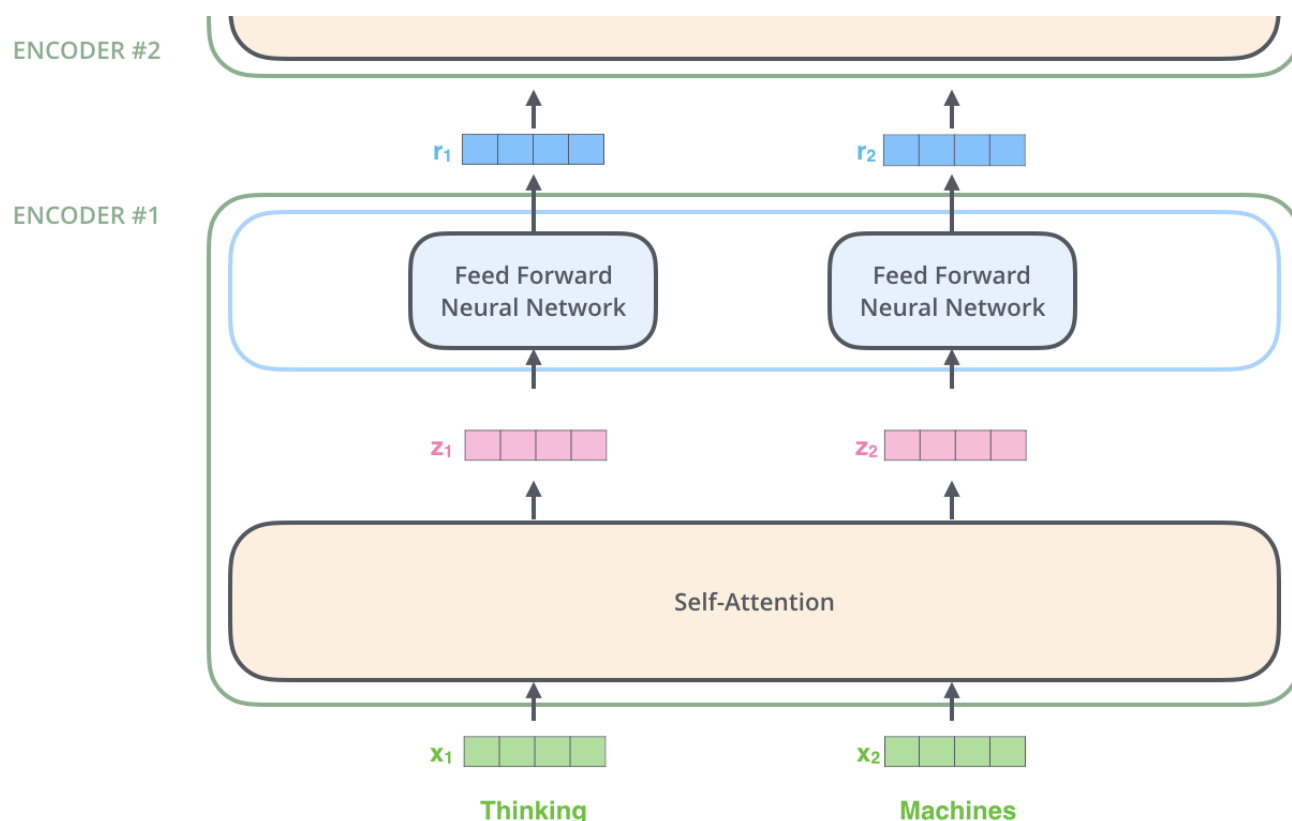 ENCODER #2
r₁
r₂
ENCODER #1
Feed Forward
Neural Network
Feed Forward
Neural Network
z₁
z₂
Self-Attention
x₁
x₂
Thinking
Machines